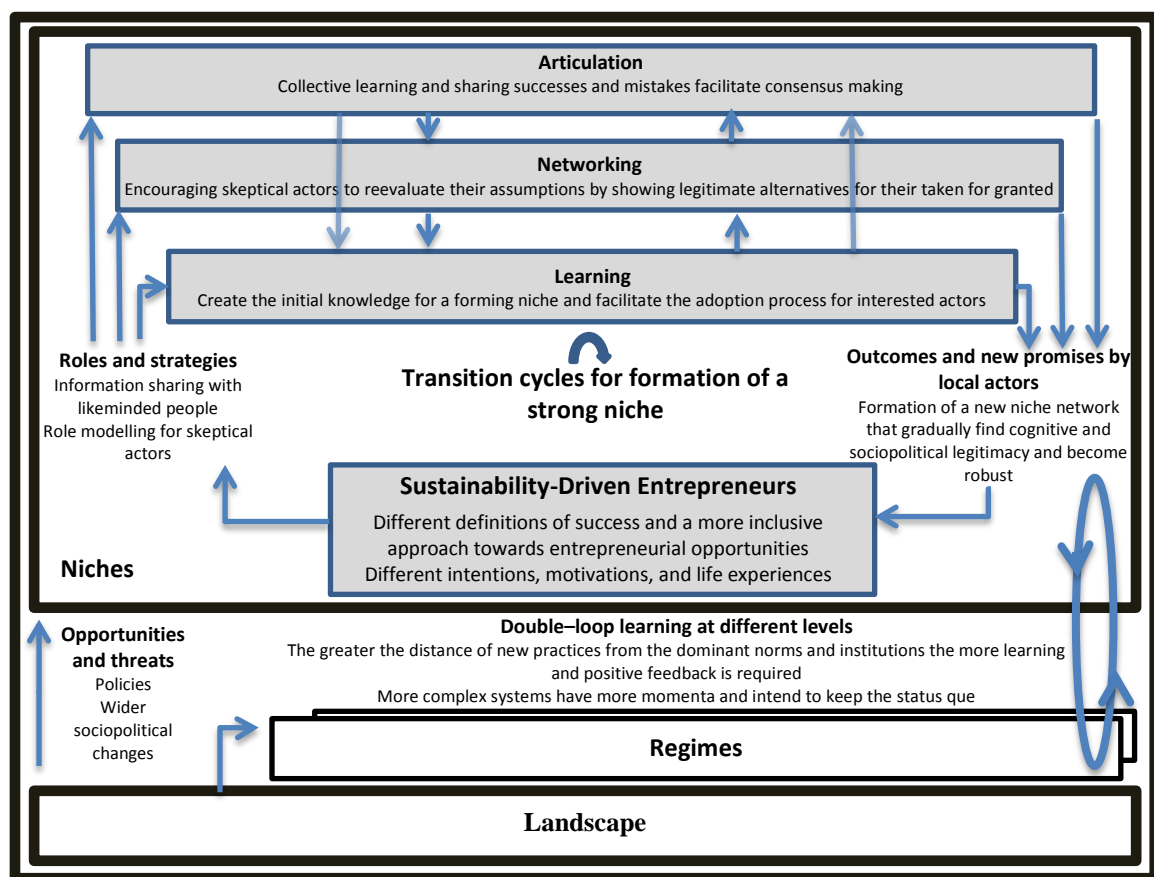 Articulation
Collective learning and sharing successes and mistakes facilitate consensus making
Networking
Encouraging skeptical actors to reevaluate their assumptions by showing legitimate alternatives for their taken for granted
Learning
Create the initial knowledge for a forming niche and facilitate the adoption process for interested actors
Roles and strategies
Information sharing with
likeminded people
Role modelling for skeptical
actors
Transition cycles for formation of a
strong niche
Outcomes and new promises by
local actors
Formation of a new niche network
that gradually find cognitive and
sociopolitical legitimacy and become
robust
Sustainability-Driven Entrepreneurs
Different definitions of success and a more inclusive
approach towards entrepreneurial opportunities
Different intentions, motivations, and life experiences
Niches
Opportunities
and threats
Policies
Wider
sociopolitical
changes
Double–loop learning at different levels
The greater the distance of new practices from the dominant norms and institutions the more learning
and positive feedback is required
More complex systems have more momenta and intend to keep the status que
Regimes
Landscape